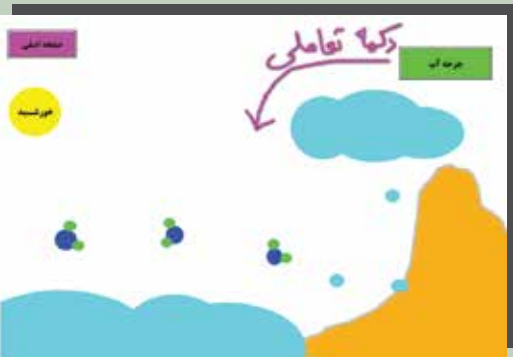 صفحه اصلی
دکمه تعاملی
چرخه آب
خورشید